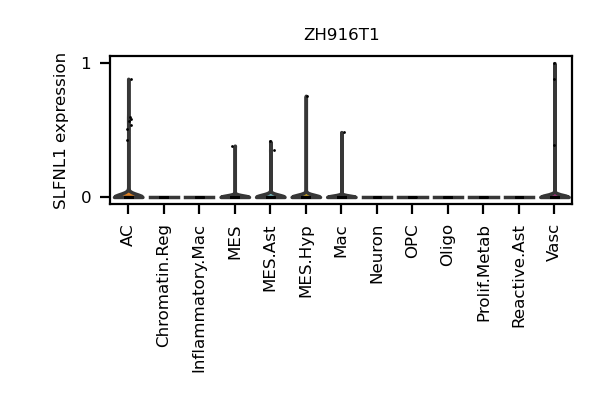 ZH916T1
SLFNL1 expression
1
0
AC
Chromatin.Reg
Inflammatory.Mac
MES
MES.Ast
MES.Hyp
Mac
Neuron
OPC
Oligo
Prolif.Metab
Reactive.Ast
Vasc